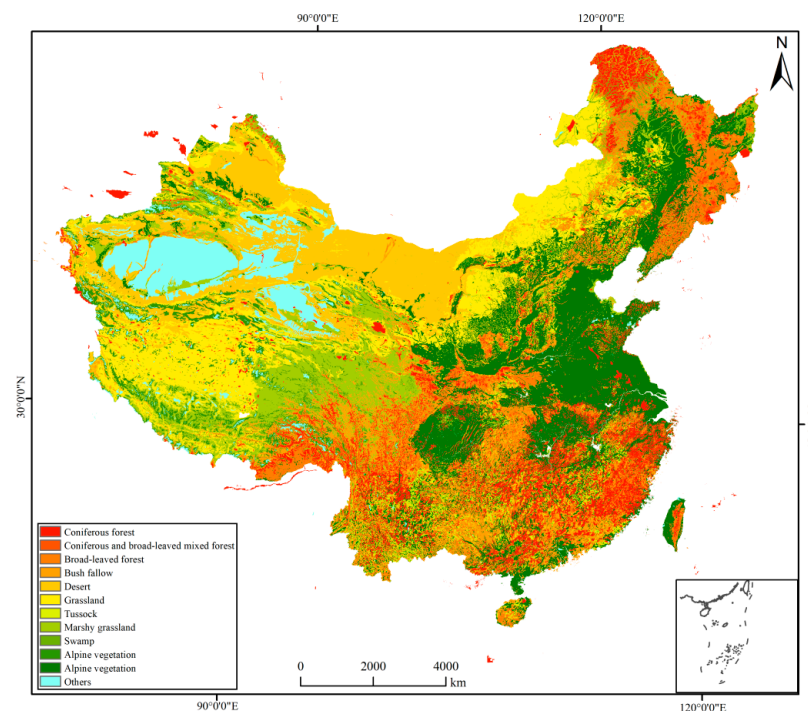 90°0'0"E
120°0'0"E
N
30°0'0"N
Coniferous forest
Coniferous and broad-leaved mixed forest
Broad-leaved forest
Bush fallow
Desert
Grassland
Tussock
Marshy grassland
Swamp
Alpine vegetation
Alpine vegetation
Others
0 2000 4000
km
90°0'0"E
120°0'0"E